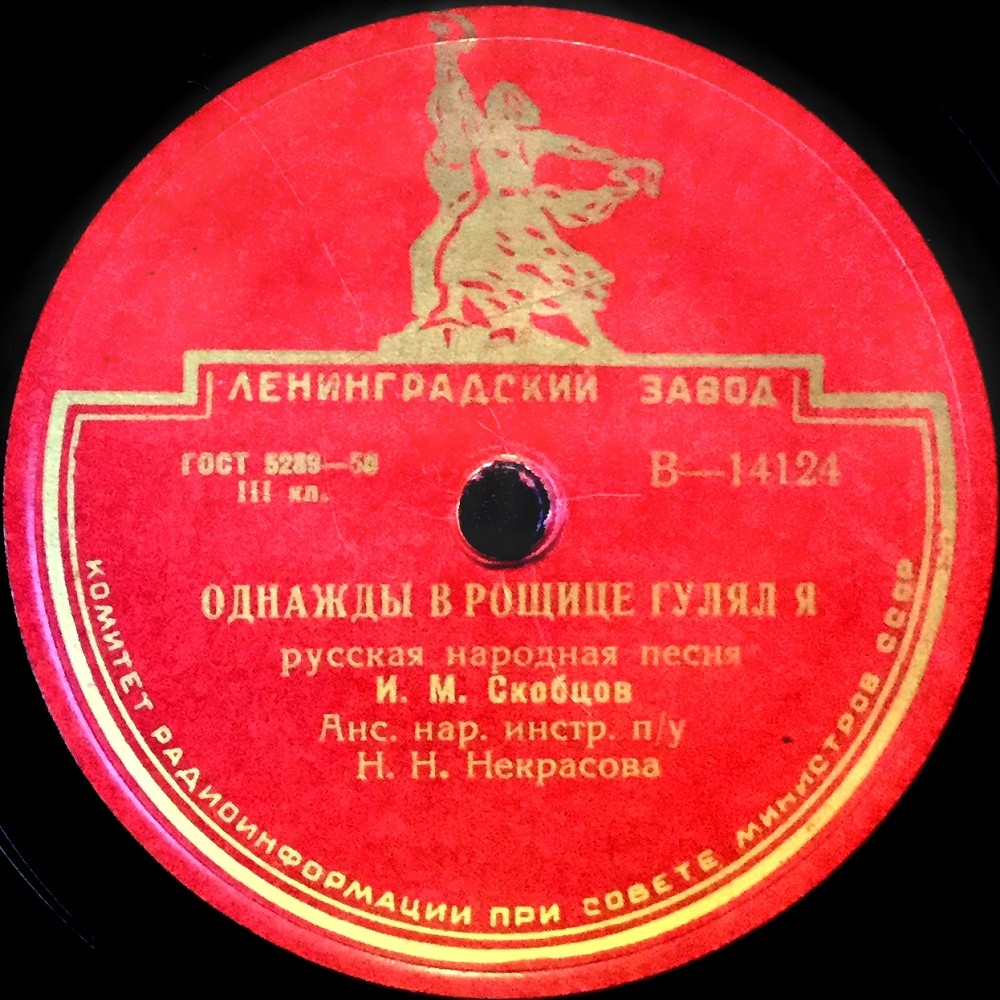 ЛЕНИНГРАДСКИЙ ЗАВОД
ГОСТ 5289—50
III кл.
В—14124
ОДНАЖДЫ В РОЩИЦЕ ГУЛЯЛ Я
русская народная песня
И. М. Скобцов
Анс. нар. инстр. п/у
Н. Н. Некрасова
КОМИТЕТ РАДИОИНФОРМАЦИИ ПРИ СОВЕТЕ МИНИСТРОВ СССР